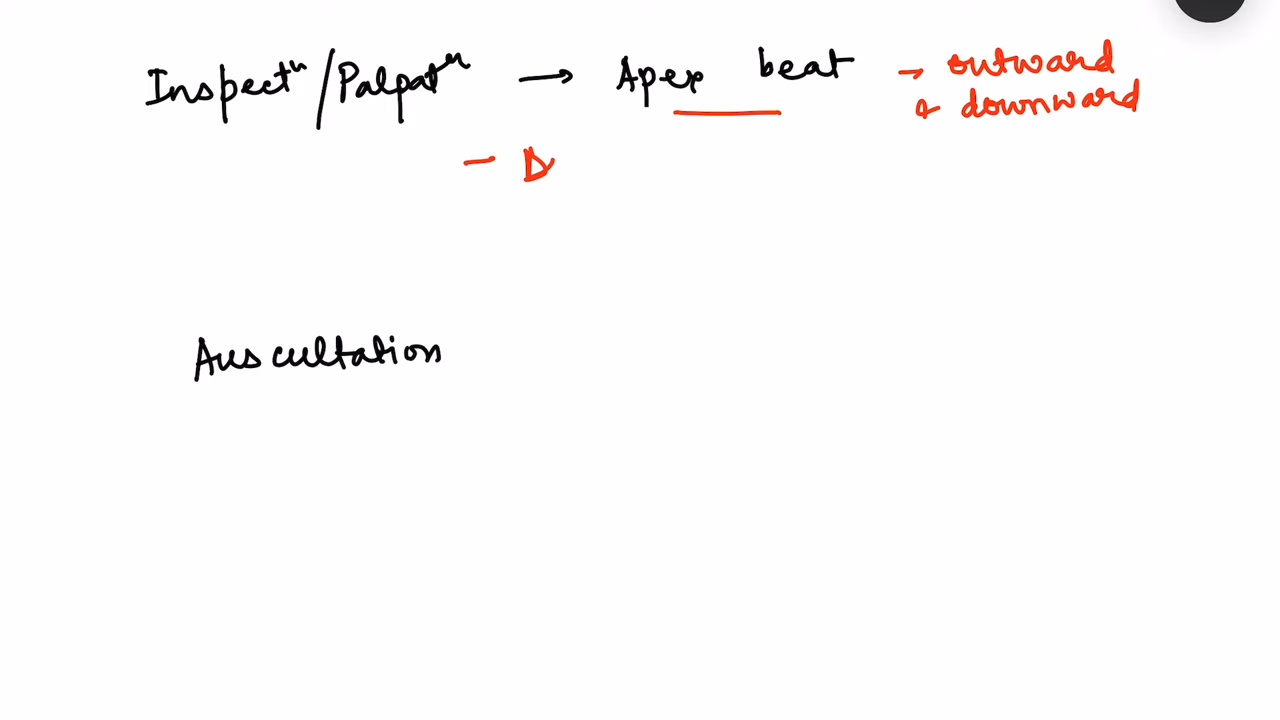 Inspectⁿ/Palpatⁿ → Apex beat → outward
& downward
- D
Auscultation